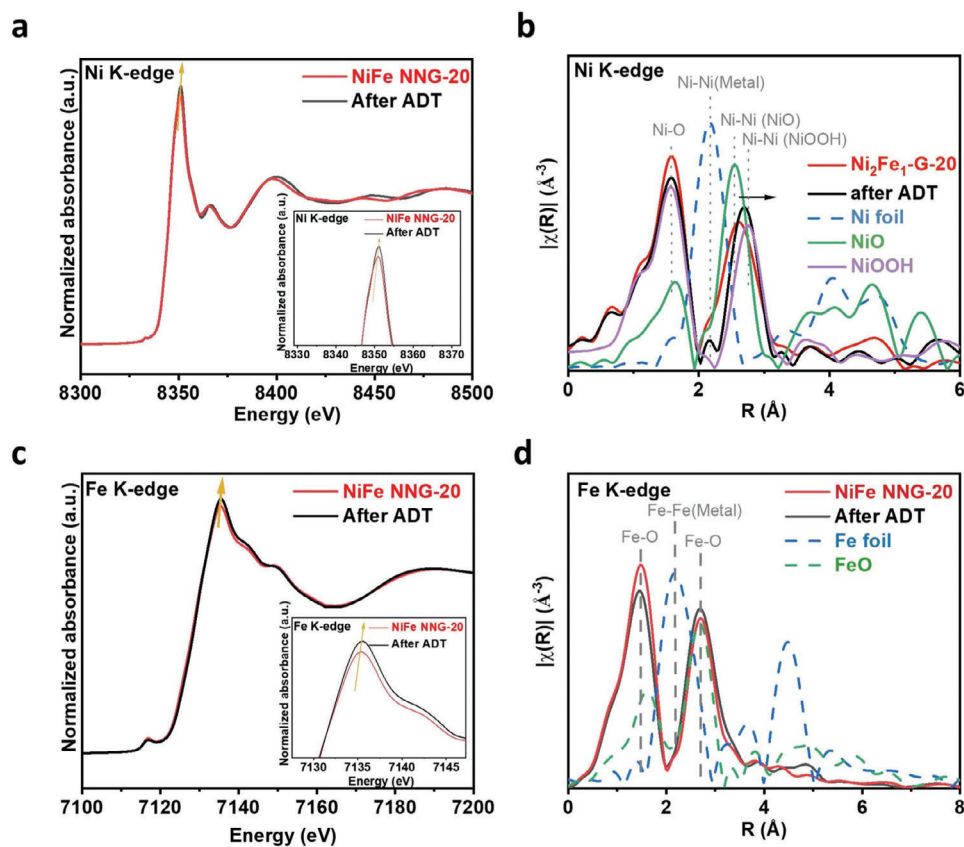 a
Ni K-edge
NiFe NNG-20
After ADT
Normalized absorbance (a.u.)
Ni K-edge
NiFe NNG-20
After ADT
Normalized absorbance (a.u.)
8330 8340 8350 8360 8370
Energy (eV)
8300 8350 8400 8450 8500
Energy (eV)
b
Ni K-edge
Ni-Ni(Metal)
Ni-O
Ni-Ni (NiO)
Ni-Ni (NiOOH)
Ni₂Fe₁-G-20
after ADT
Ni foil
NiO
NiOOH
|χ(R)| (Å⁻³)
0 2 4 6
R (Å)
c
Fe K-edge
NiFe NNG-20
After ADT
Normalized absorbance (a.u.)
Fe K-edge
NiFe NNG-20
After ADT
Normalized absorbance (a.u.)
7130 7135 7140 7145
Energy (eV)
7100 7120 7140 7160 7180 7200
Energy (eV)
d
Fe K-edge
Fe-Fe(Metal)
Fe-O
Fe-O
NiFe NNG-20
After ADT
Fe foil
FeO
|χ(R)| (Å⁻³)
0 2 4 6 8
R (Å)